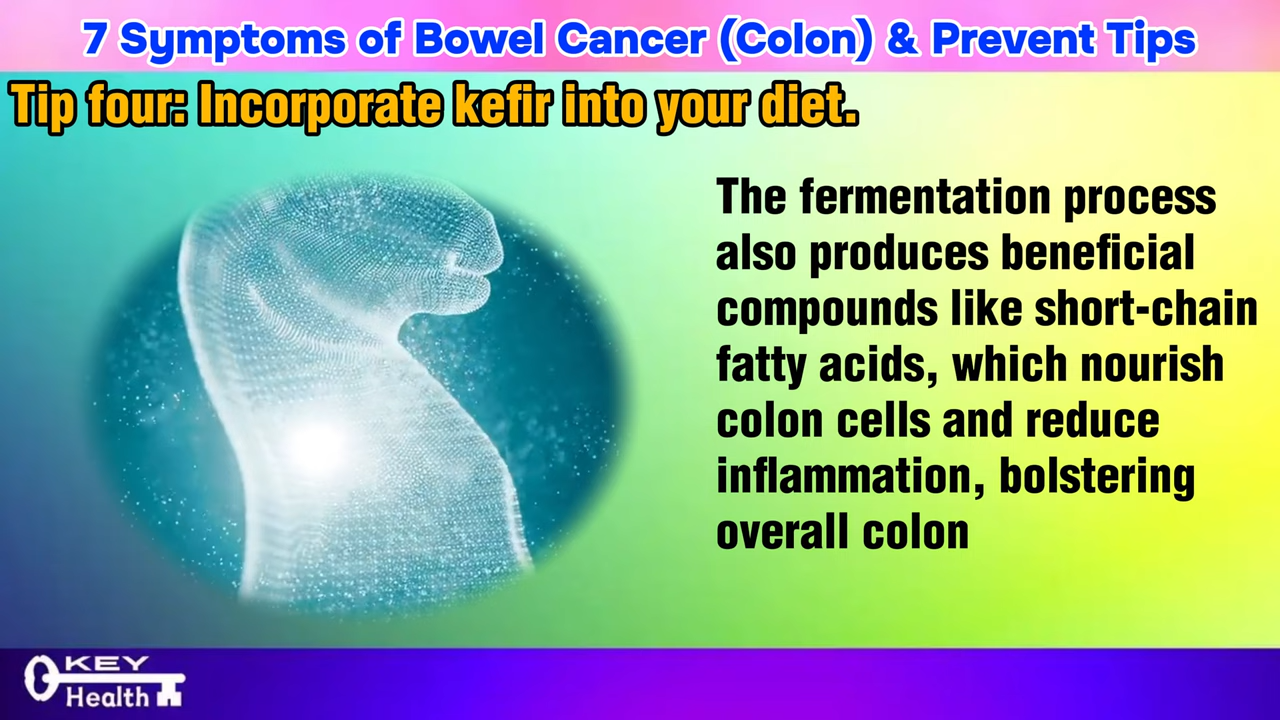 7 Symptoms of Bowel Cancer (Colon) & Prevent Tips
Tip four: Incorporate kefir into your diet.
The fermentation process
also produces beneficial
compounds like short-chain
fatty acids, which nourish
colon cells and reduce
inflammation, bolstering
overall colon
KEY
Health